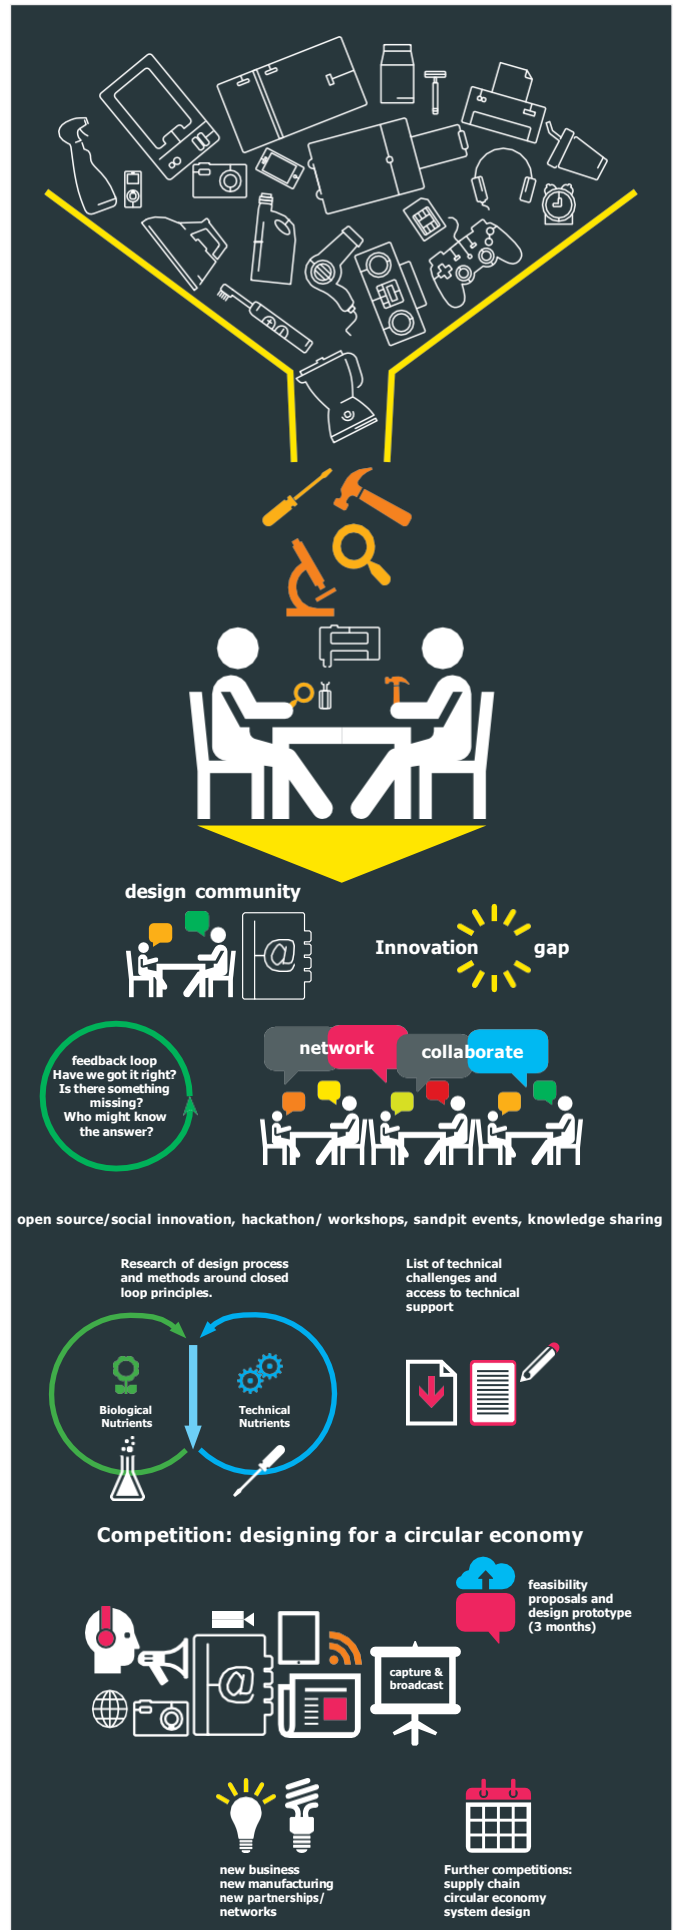 design community
Innovation gap
@
feedback loop
Have we got it right?
Is there something
missing?
Who might know
the answer?
network
collaborate
open source/social innovation, hackathon/ workshops, sandpit events, knowledge sharing
Research of design process
and methods around closed
loop principles.
List of technical
challenges and
access to technical
support
Biological
Nutrients
Technical
Nutrients
Competition: designing for a circular economy
feasibility
proposals and
design prototype
(3 months)
@
capture &
broadcast
new business
new manufacturing
new partnerships/
networks
Further competitions:
supply chain
circular economy
system design